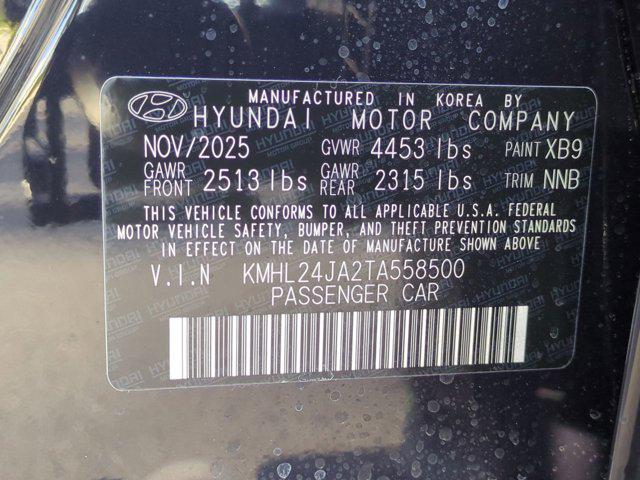 MANUFACTURED IN KOREA BY
HYUNDAI MOTOR COMPANY
NOV/2025 GVWR 4453 lbs PAINT XB9
GAWR FRONT 2513 lbs GAWR REAR 2315 lbs TRIM NNB
THIS VEHICLE CONFORMS TO ALL APPLICABLE U.S.A. FEDERAL
MOTOR VEHICLE SAFETY, BUMPER, AND THEFT PREVENTION STANDARDS
IN EFFECT ON THE DATE OF MANUFACTURE SHOWN ABOVE
V.I.N KMHL24JA2TA558500
PASSENGER CAR